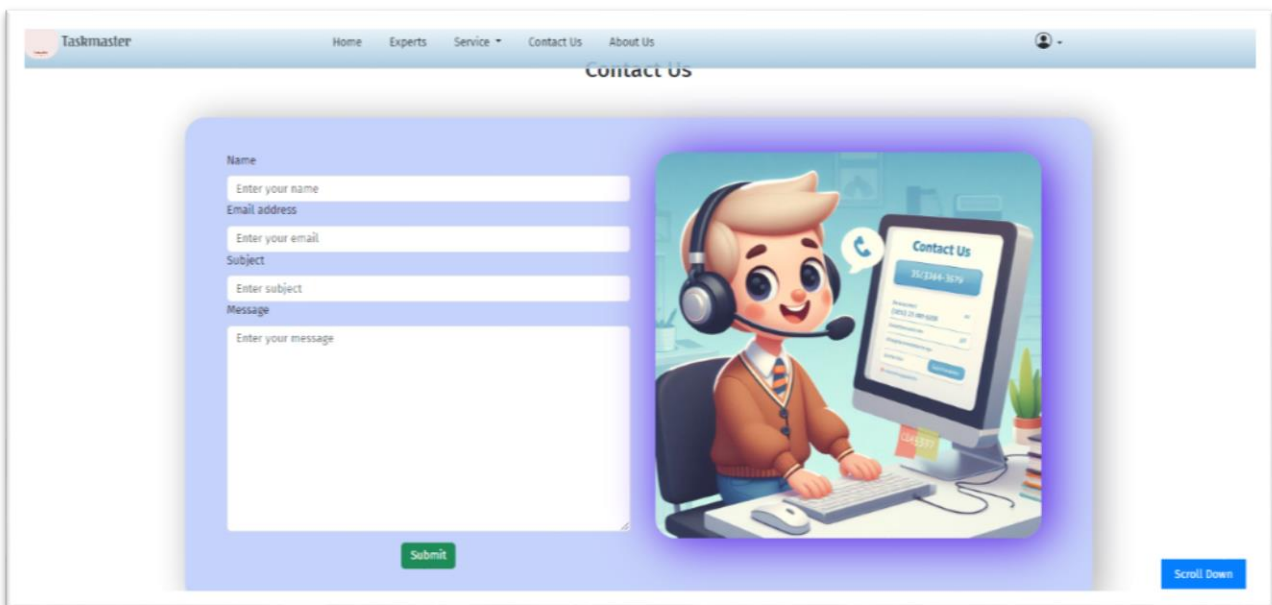 Taskmaster Home Experts Service Contact Us About Us
Contact Us
Name
Enter your name
Email address
Enter your email
Subject
Enter subject
Message
Enter your message
Submit
Contact Us
Scroll Down